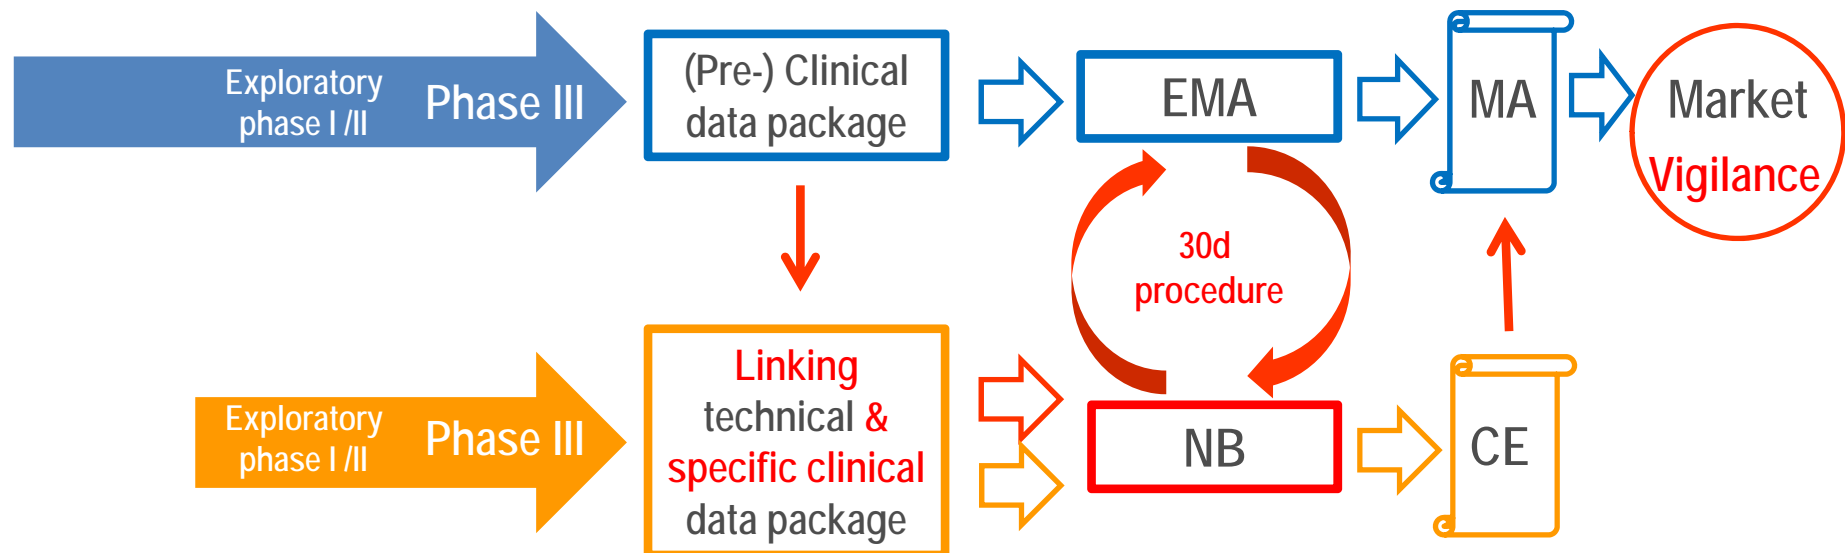 Exploratory
phase I /II
Phase III
(Pre-) Clinical
data package
EMA
MA
Market
Vigilance
30d
procedure
Exploratory
phase I /II
Phase III
Linking
technical &
specific clinical
data package
NB
CE